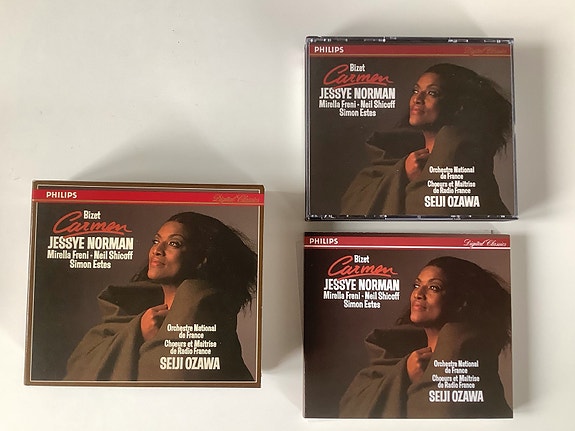 PHILIPS
Digital Classics
Bizet
Carmen
JESSYE NORMAN
Mirella Freni · Neil Shicoff
Simon Estes
Orchestre National
de France
Choeurs et Maîtrise
de Radio France
SEIJI OZAWA
PHILIPS
Digital Classics
Bizet
Carmen
JESSYE NORMAN
Mirella Freni · Neil Shicoff
Simon Estes
Orchestre National
de France
Choeurs et Maîtrise
de Radio France
SEIJI OZAWA
PHILIPS
Digital Classics
Bizet
Carmen
JESSYE NORMAN
Mirella Freni · Neil Shicoff
Simon Estes
Orchestre National
de France
Choeurs et Maîtrise
de Radio France
SEIJI OZAWA